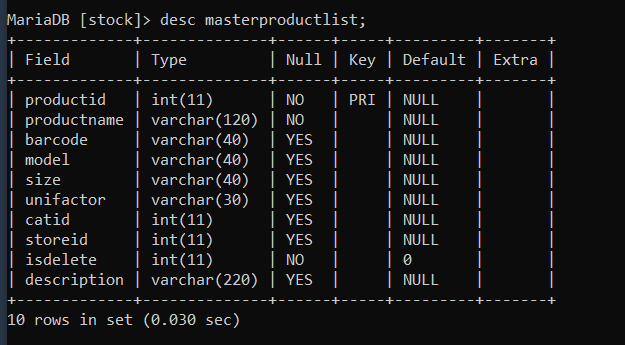 MariaDB [stock]> desc masterproductlist;
+-------------+--------------+------+-----+---------+-------+
| Field       | Type         | Null | Key | Default | Extra |
+-------------+--------------+------+-----+---------+-------+
| productid   | int(11)      | NO   | PRI | NULL    |       |
| productname | varchar(120) | NO   |     | NULL    |       |
| barcode     | varchar(40)  | YES  |     | NULL    |       |
| model       | varchar(40)  | YES  |     | NULL    |       |
| size        | varchar(40)  | YES  |     | NULL    |       |
| unifactor   | varchar(30)  | YES  |     | NULL    |       |
| catid       | int(11)      | YES  |     | NULL    |       |
| storeid     | int(11)      | YES  |     | NULL    |       |
| isdelete    | int(11)      | NO   |     | 0       |       |
| description | varchar(220) | YES  |     | NULL    |       |
+-------------+--------------+------+-----+---------+-------+
10 rows in set (0.030 sec)